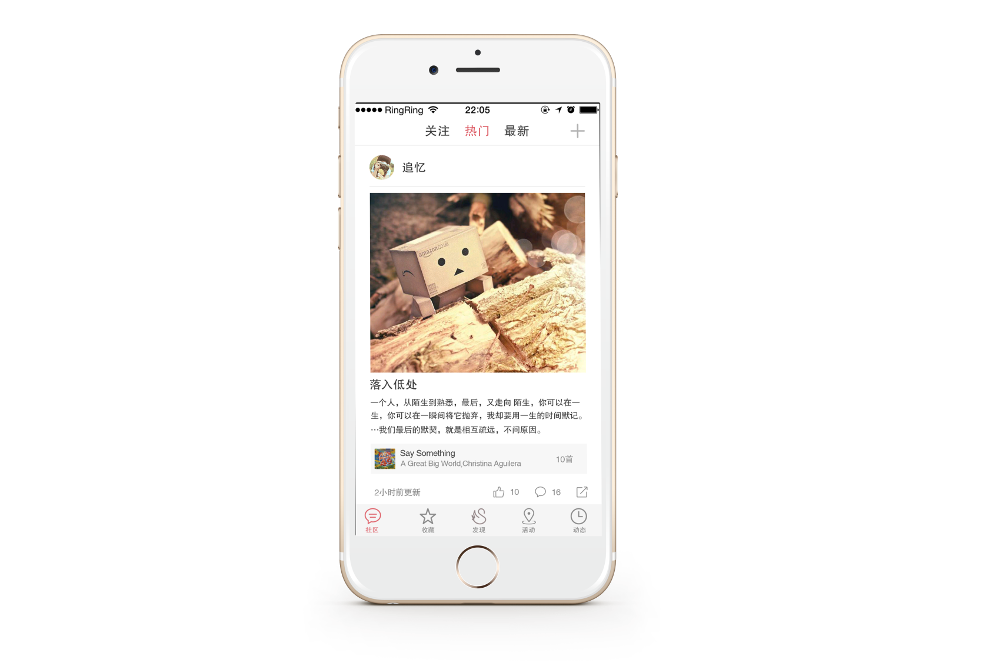 RingRing 22:05
关注 热门 最新
追忆
amazon.co.uk
落入低处
一个人，从陌生到熟悉，最后，又走向 陌生，你可以在一
生，你可以在一瞬间将它抛弃，我却要用一生的时间默记。
…我们最后的默契，就是相互疏远，不问原因。
Say Something
A Great Big World,Christina Aguilera
10首
2小时前更新 10 16
社区 收藏 发现 活动 动态